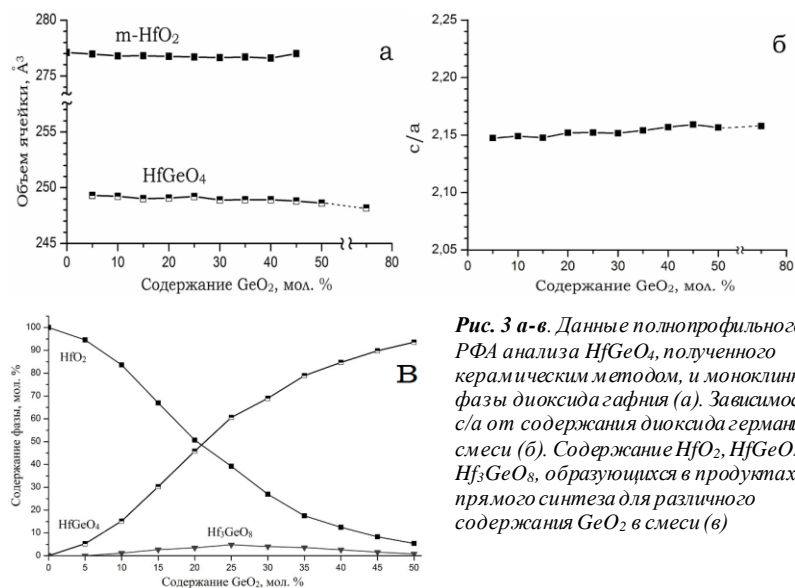 280
275
255
250
245
Объем ячейки, Å³
m-HfO₂
а
HfGeO₄
0 10 20 30 40 50 80
Содержание GeO₂, мол. %
2,25
2,20
2,15
2,10
2,05
c/a
б
0 10 20 30 40 50 80
Содержание GeO₂, мол. %
100
90
80
70
60
50
40
30
20
10
0
Содержание фазы, мол. %
HfO₂
В
HfGeO₄
Hf₃GeO₈
0 5 10 15 20 25 30 35 40 45 50
Содержание GeO₂, мол. %
Рис. 3 а-в. Данные полнопрофильного
РФА анализа HfGeO₄, полученного
керамическим методом, и
фазы диоксида гафния (а).
c/a от содержания диоксида
смеси (б). Содержание HfO₂,
Hf₃GeO₈, образующихся в продуктах
прямого синтеза для различного
содержания GeO₂ в смеси (в)